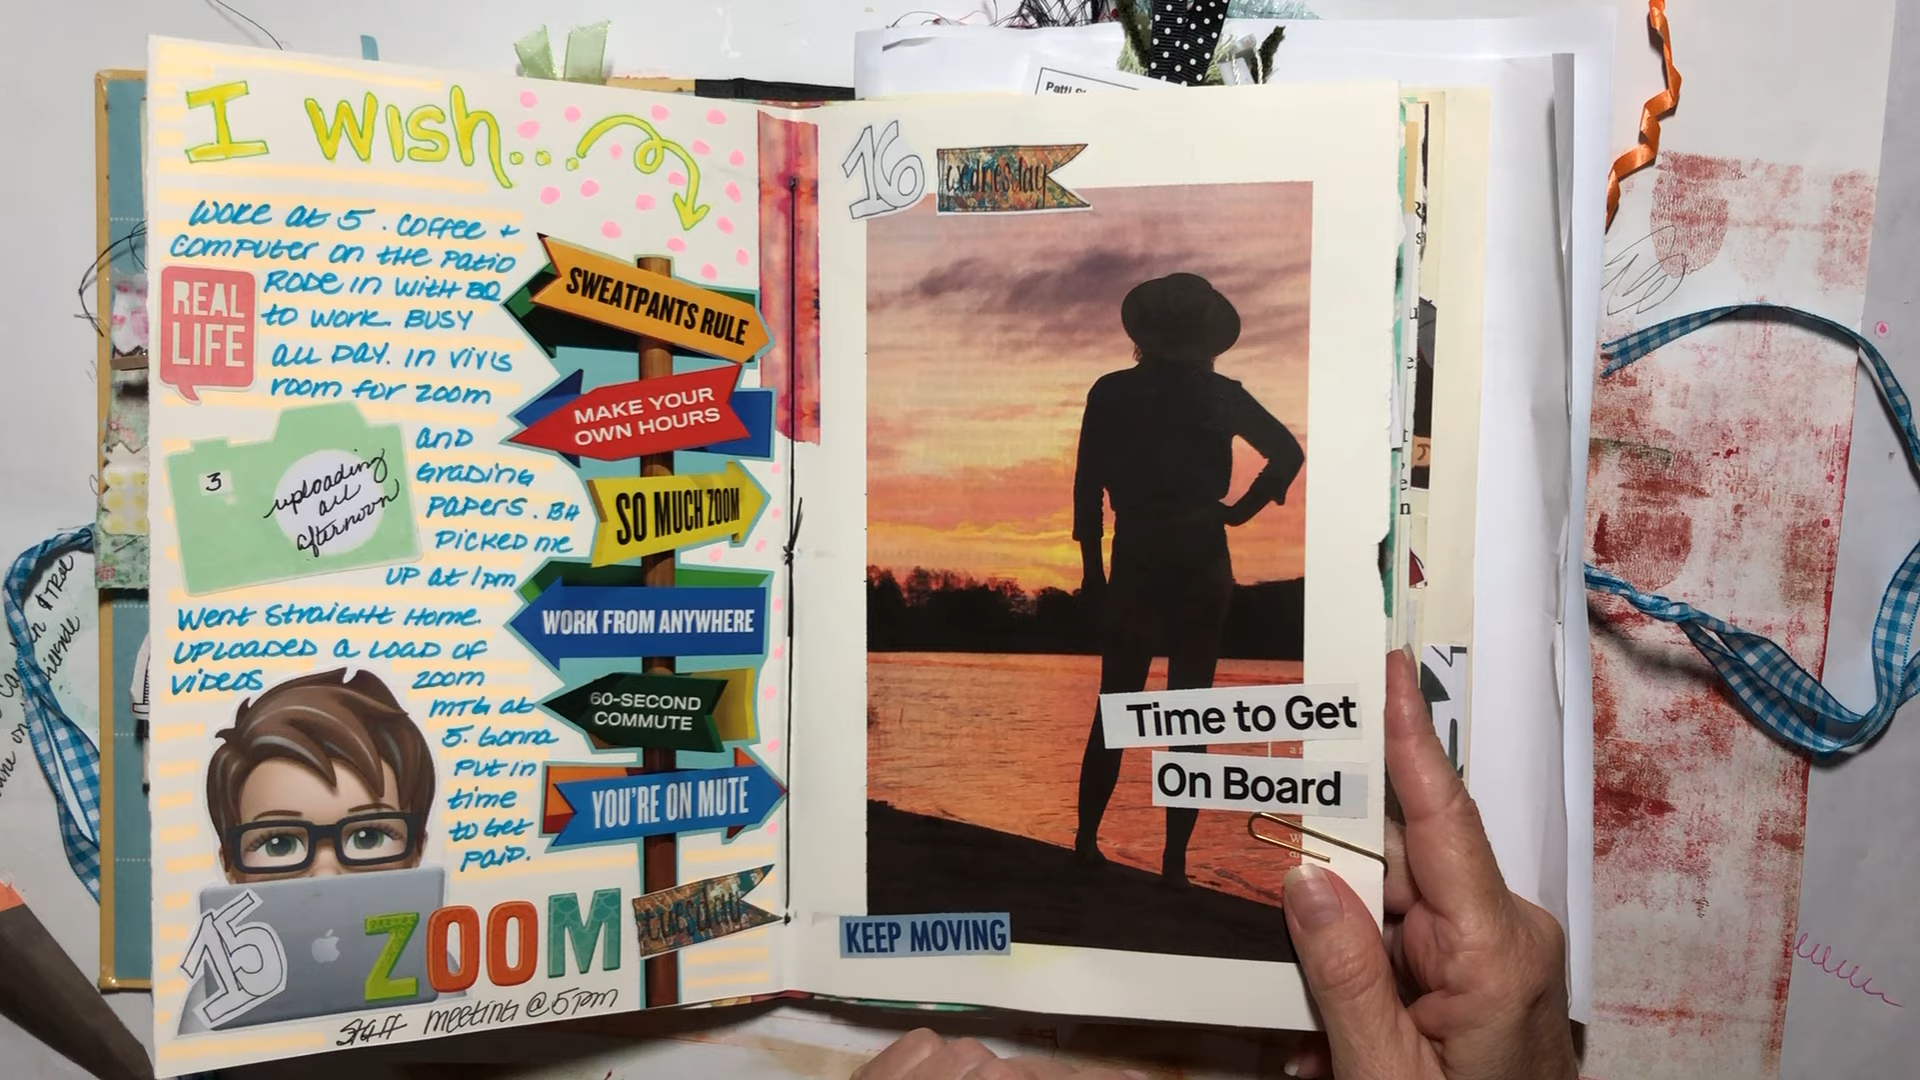 I wish...
woke at 5. coffee +
computer on the patio
Rode in with BQ
to work. BUSY
all day. in vivis
room for zoom
and
grading
papers. BH
picked me
up at 1pm
Went straight home.
uploaded a load of
videos
zoom
mtg at
5. Gonna
put in
time
to get
paid.
REAL
LIFE
3
uploading
all
afternoon
SWEATPANTS RULE
MAKE YOUR
OWN HOURS
SO MUCH ZOOM
WORK FROM ANYWHERE
60-SECOND
COMMUTE
YOU'RE ON MUTE
15
ZOOM
tuesday
staff meeting @ 5pm
16
wednesday
Time to Get
On Board
KEEP MOVING
Patti